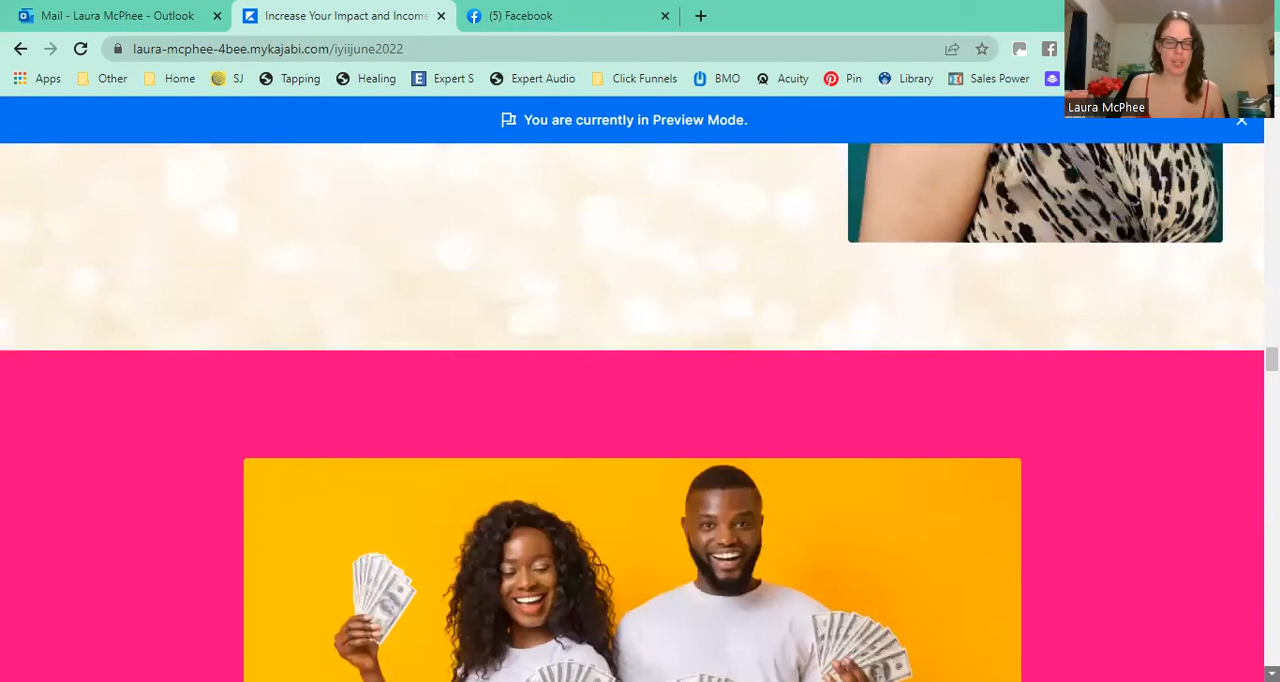 Mail - Laura McPhee - Outlook
Increase Your Impact and Income
(5) Facebook
laura-mcphee-4bee.mykajabi.com/iyiijune2022
Apps Other Home SJ Tapping Healing Expert S Expert Audio Click Funnels BMO Acuity Pin Library Sales Power
Laura McPhee
You are currently in Preview Mode.